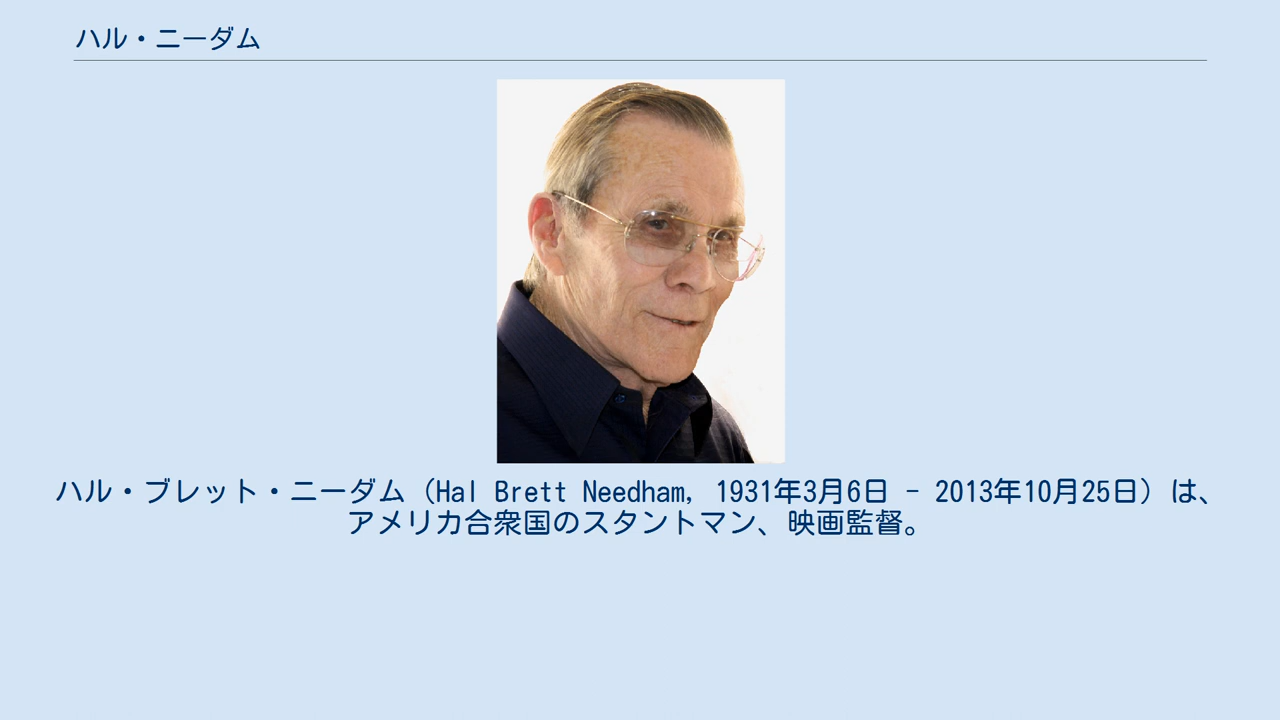 ハル・ニーダム
ハル・ブレット・ニーダム（Hal Brett Needham, 1931年3月6日 - 2013年10月25日）は、
アメリカ合衆国のスタントマン、映画監督。